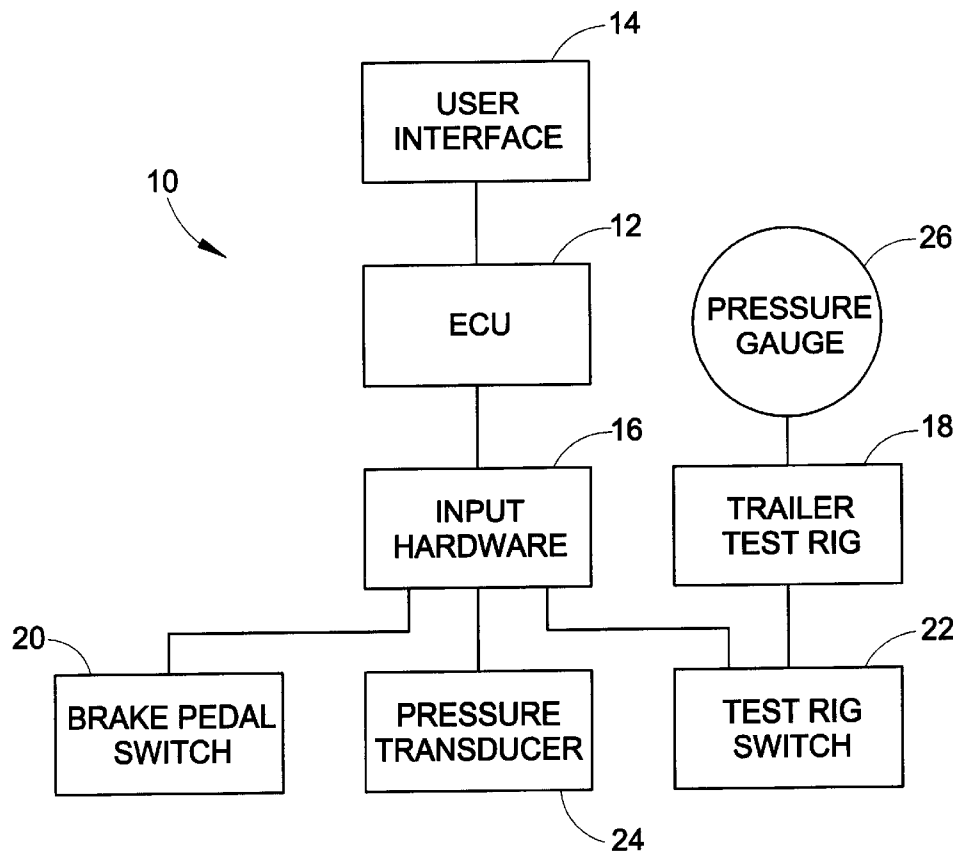 14
USER
INTERFACE
10
12
26
ECU
PRESSURE
GAUGE
16
18
INPUT
HARDWARE
TRAILER
TEST RIG
20
22
BRAKE PEDAL
SWITCH
PRESSURE
TRANSDUCER
TEST RIG
SWITCH
24